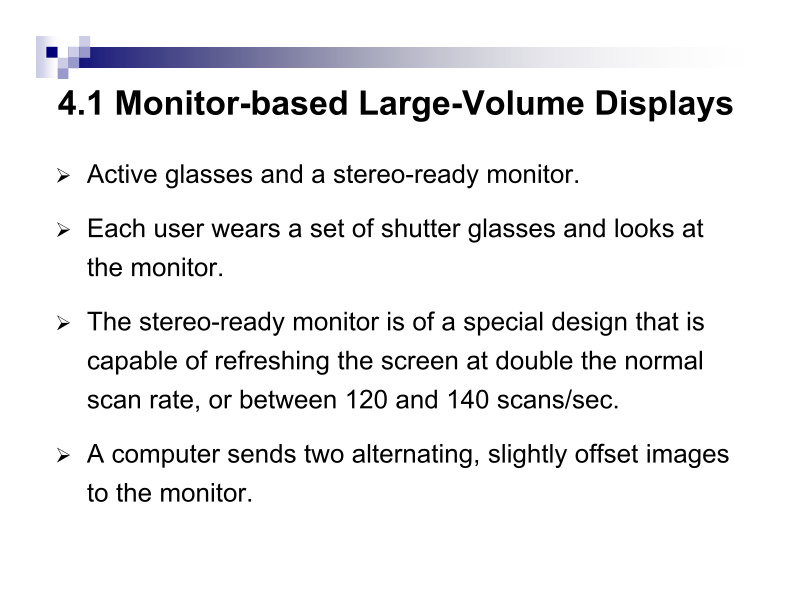 4.1 Monitor-based Large-Volume Displays
➢ Active glasses and a stereo-ready monitor.
➢ Each user wears a set of shutter glasses and looks at
the monitor.
➢ The stereo-ready monitor is of a special design that is
capable of refreshing the screen at double the normal
scan rate, or between 120 and 140 scans/sec.
➢ A computer sends two alternating, slightly offset images
to the monitor.